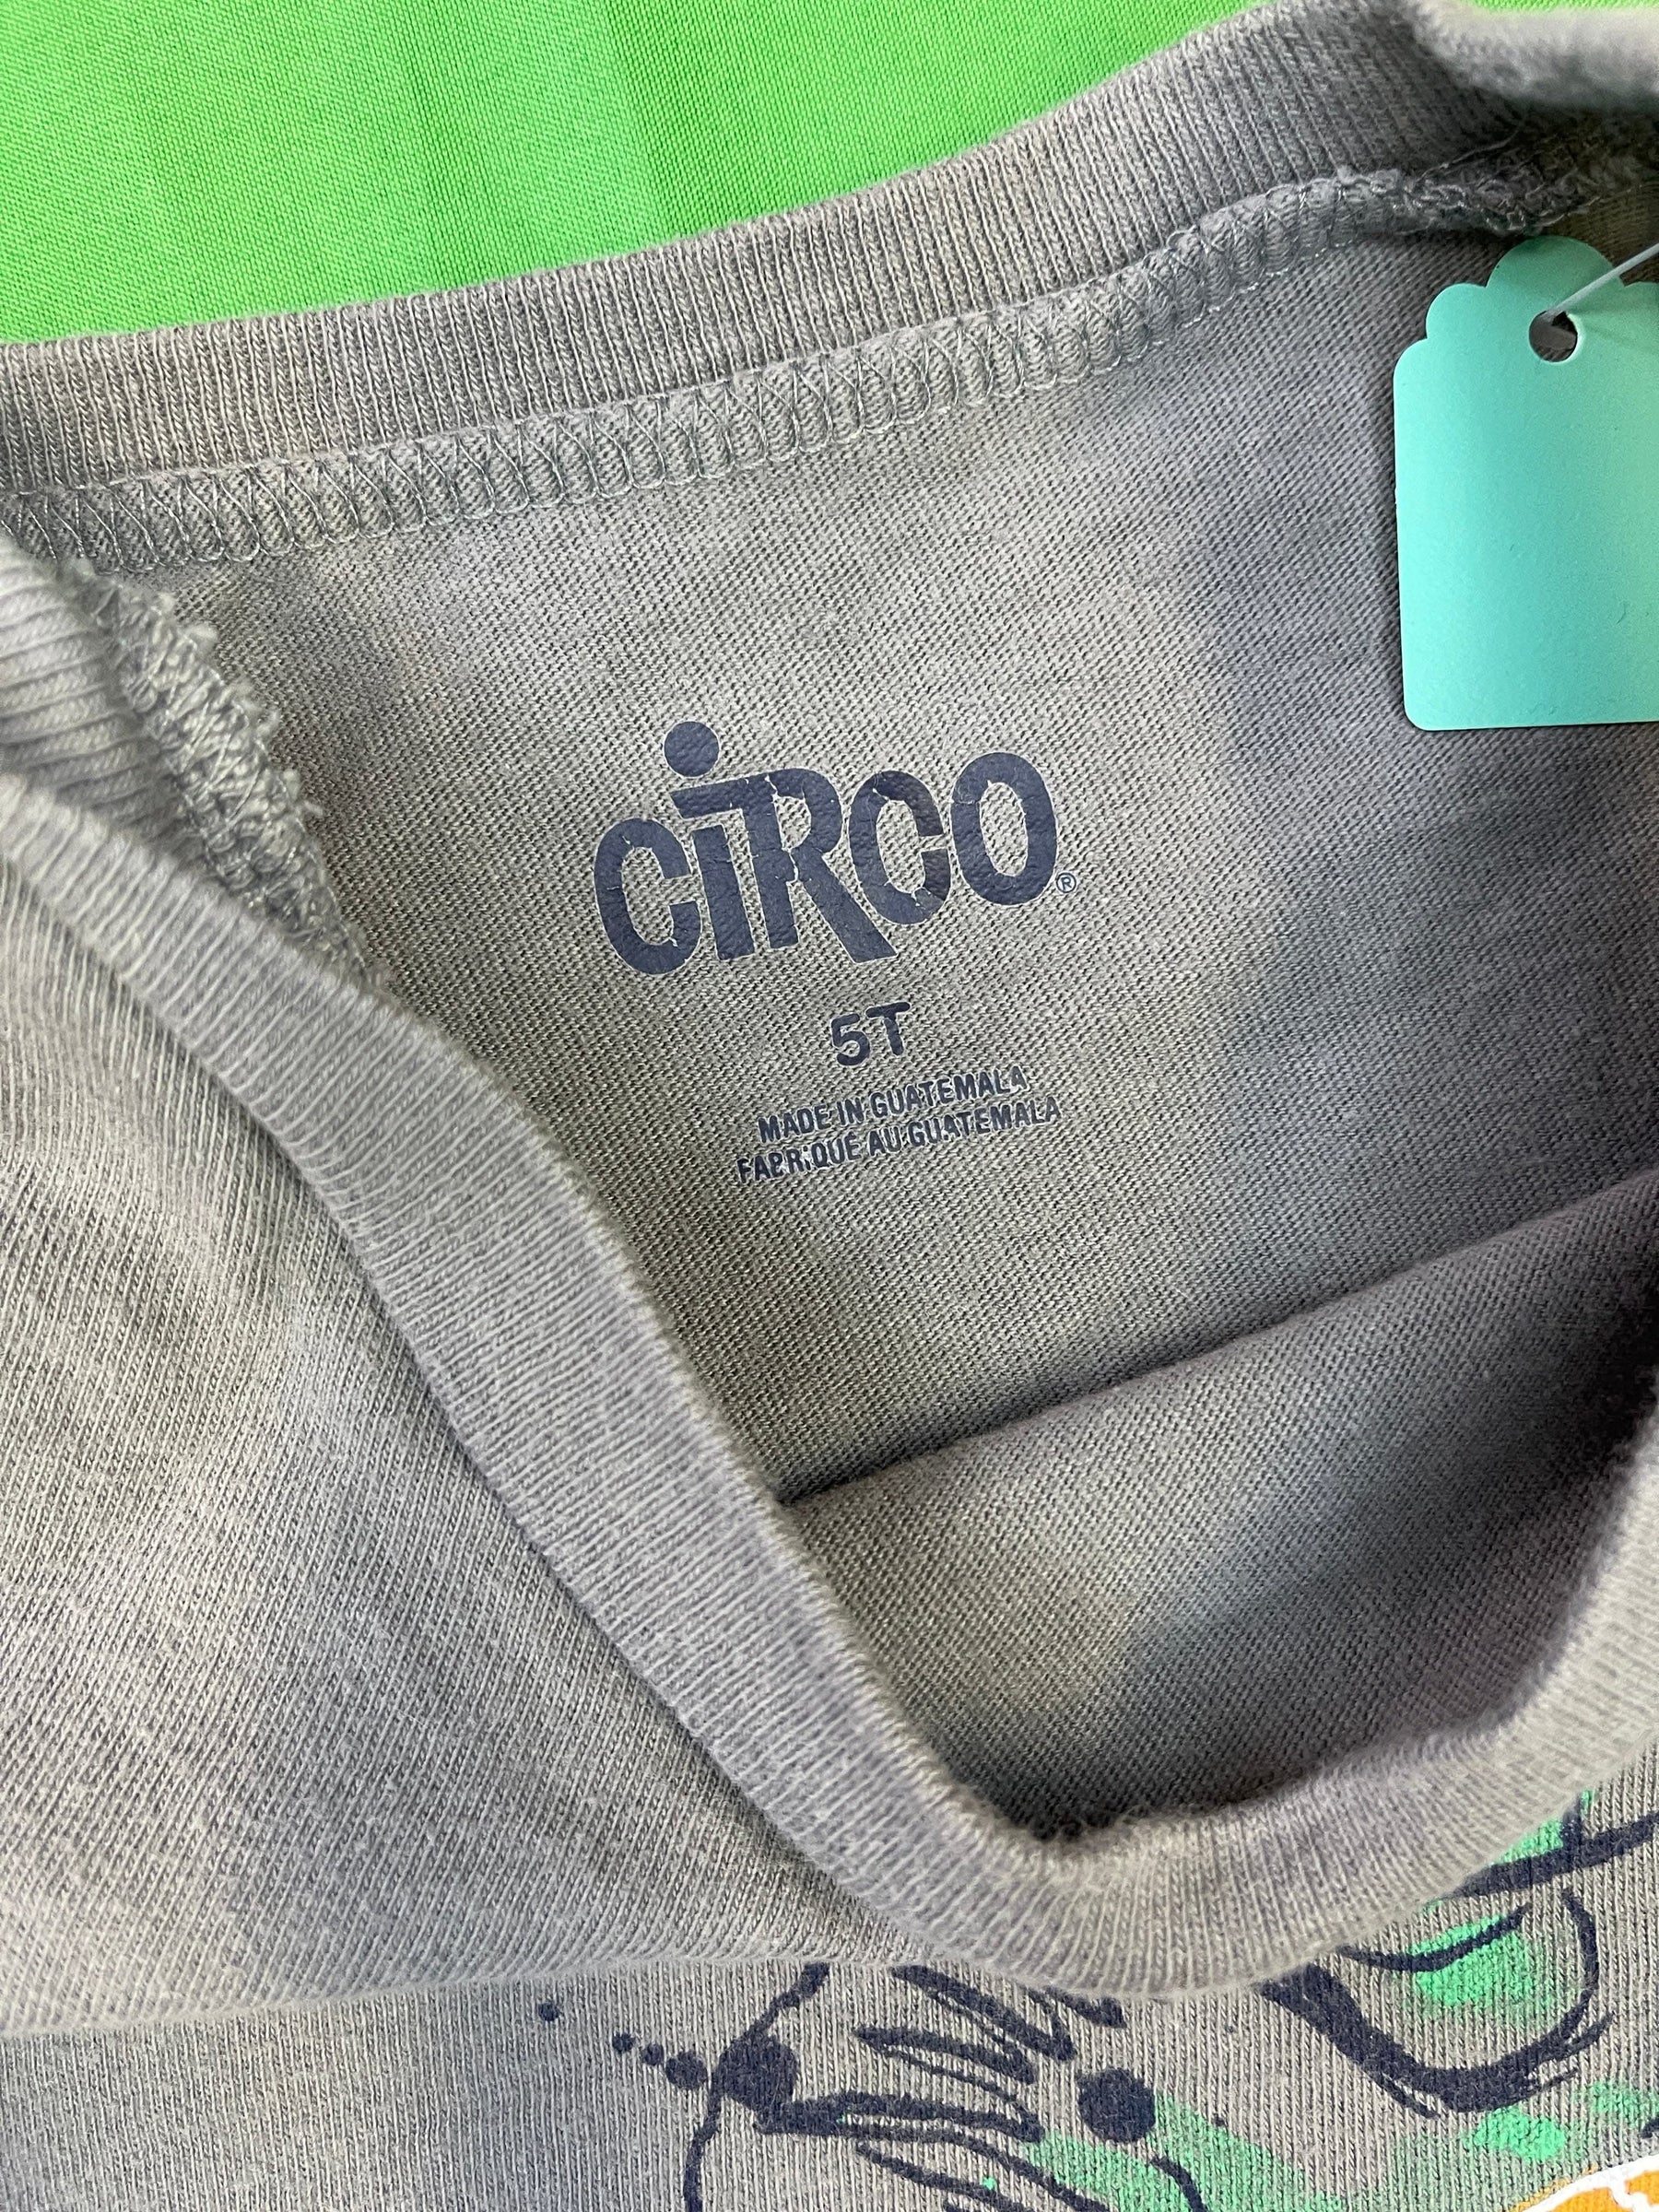 CiRCO®
5T
MADE IN GUATEMALA
FABRIQUÉ AU GUATEMALA